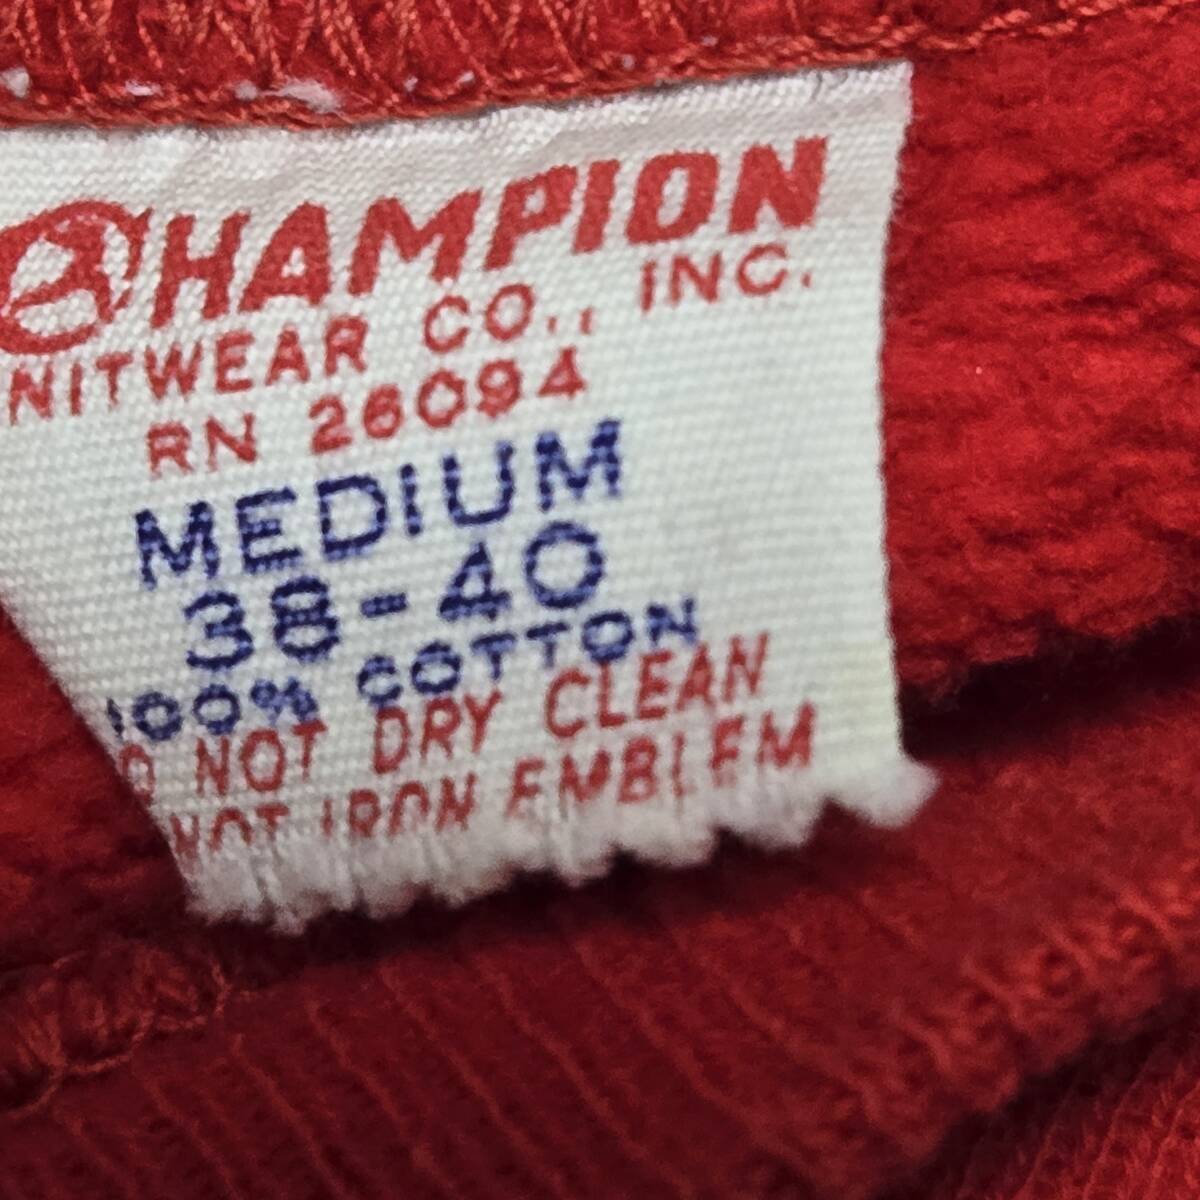 CHAMPION
NITWEAR CO., INC.
RN 26094
MEDIUM
38-40
100% COTTON
O NOT DRY CLEAN
NOT IRON EMBLEM